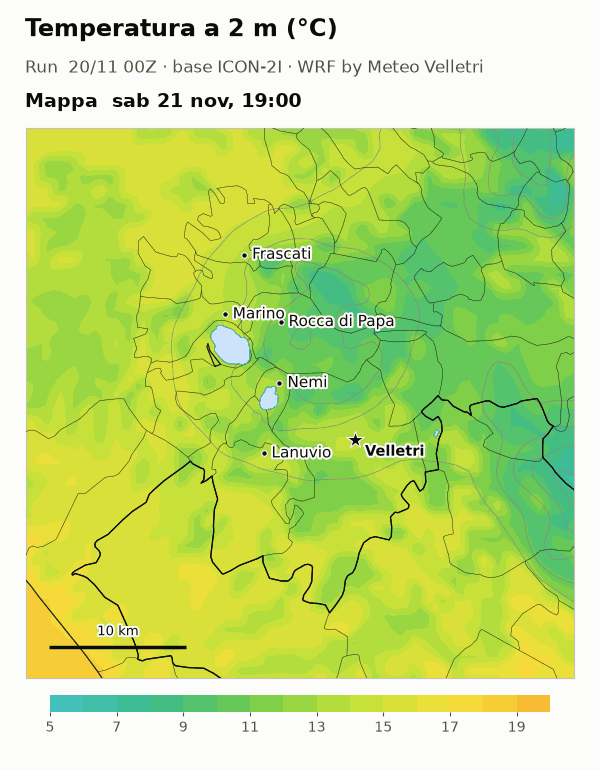 Temperatura a 2 m (°C)
Run  20/11 00Z · base ICON-2I · WRF by Meteo Velletri
Mappa  sab 21 nov, 19:00
Frascati
Marino
Rocca di Papa
Nemi
Velletri
Lanuvio
10 km
5 7 9 11 13 15 17 19